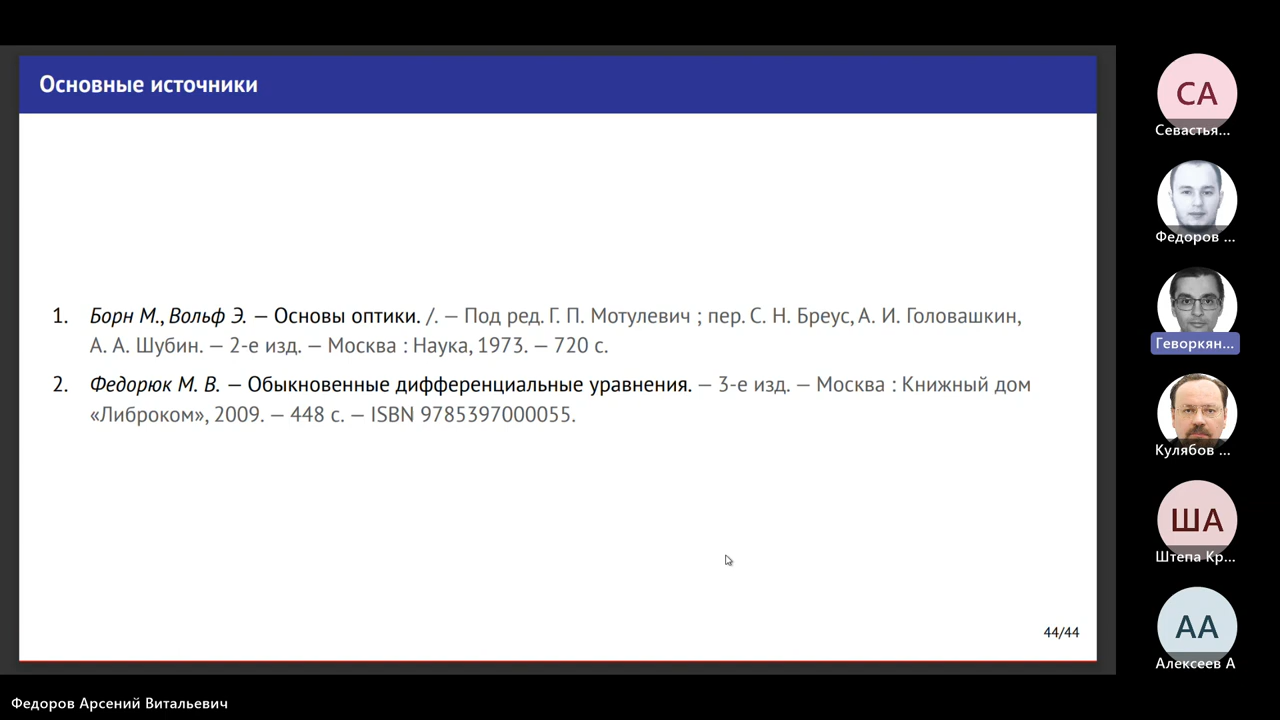 Основные источники
1. Борн М., Вольф Э. — Основы оптики. /. — Под ред. Г. П. Мотулевич ; пер. С. Н. Бреус, А. И. Головашкин,
А. А. Шубин. — 2-е изд. — Москва : Наука, 1973. — 720 с.
2. Федорюк М. В. — Обыкновенные дифференциальные уравнения. — 3-е изд. — Москва : Книжный дом
«Либроком», 2009. — 448 с. — ISBN 9785397000055.
44/44
СА
Севастья...
Федоров ...
Геворкян...
Кулябов ...
ША
Штепа Кр...
АА
Алексеев А
Федоров Арсений Витальевич